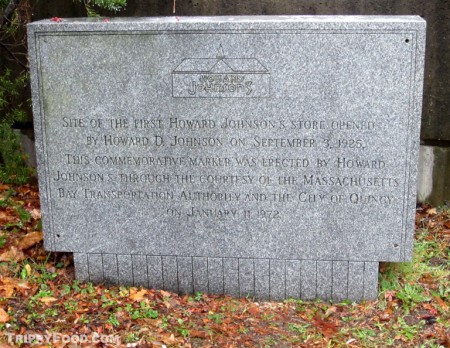 HOWARD
JOHNSON'S
SITE OF THE FIRST HOWARD JOHNSON'S STORE OPENED
BY HOWARD D. JOHNSON ON SEPTEMBER 3, 1925.
THIS COMMEMORATIVE MARKER WAS ERECTED BY HOWARD
JOHNSON'S THROUGH THE COURTESY OF THE MASSACHUSETTS
BAY TRANSPORTATION AUTHORITY AND THE CITY OF QUINCY
ON JANUARY 11, 1972.
TRIPPYFOOD.COM